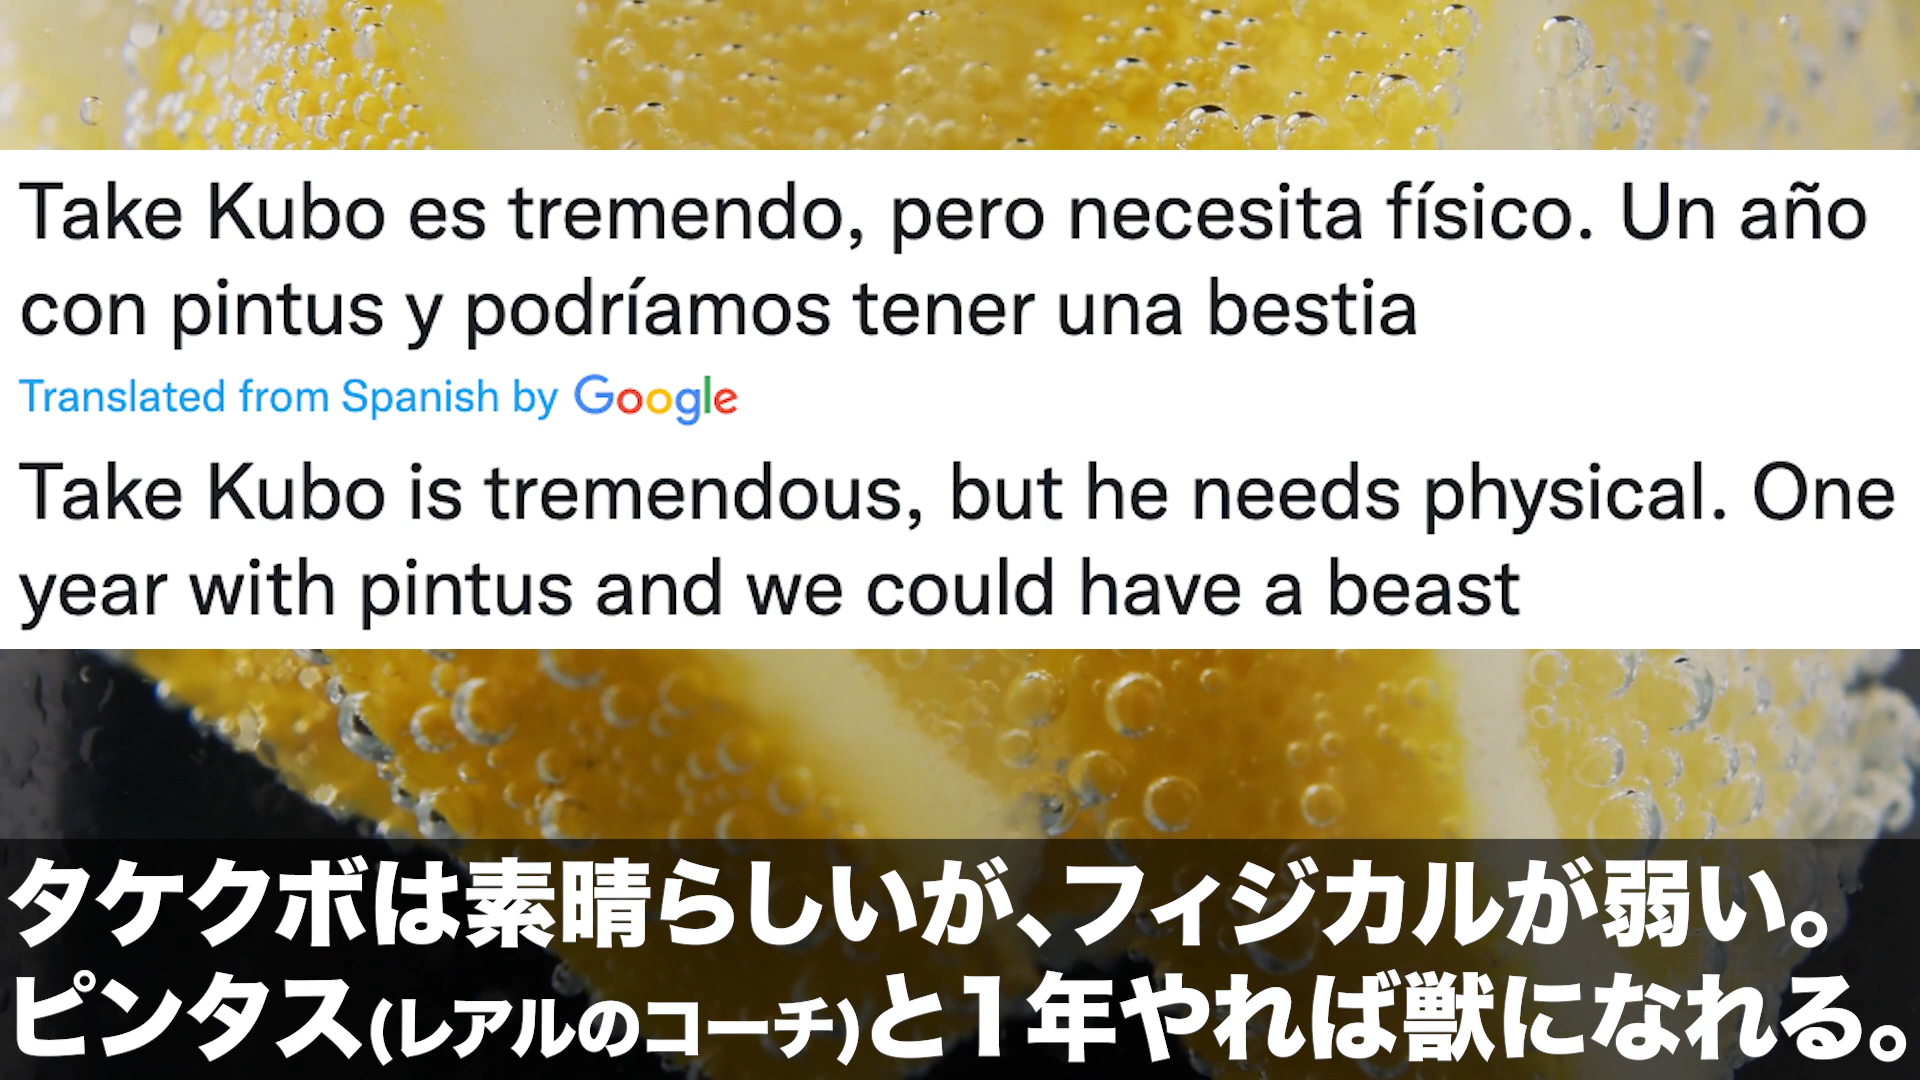 Take Kubo es tremendo, pero necesita físico. Un año
con pintus y podríamos tener una bestia
Translated from Spanish by Google
Take Kubo is tremendous, but he needs physical. One
year with pintus and we could have a beast
タケクボは素晴らしいが、フィジカルが弱い。
ピンタス(レアルのコーチ)と1年やれば獣になれる。